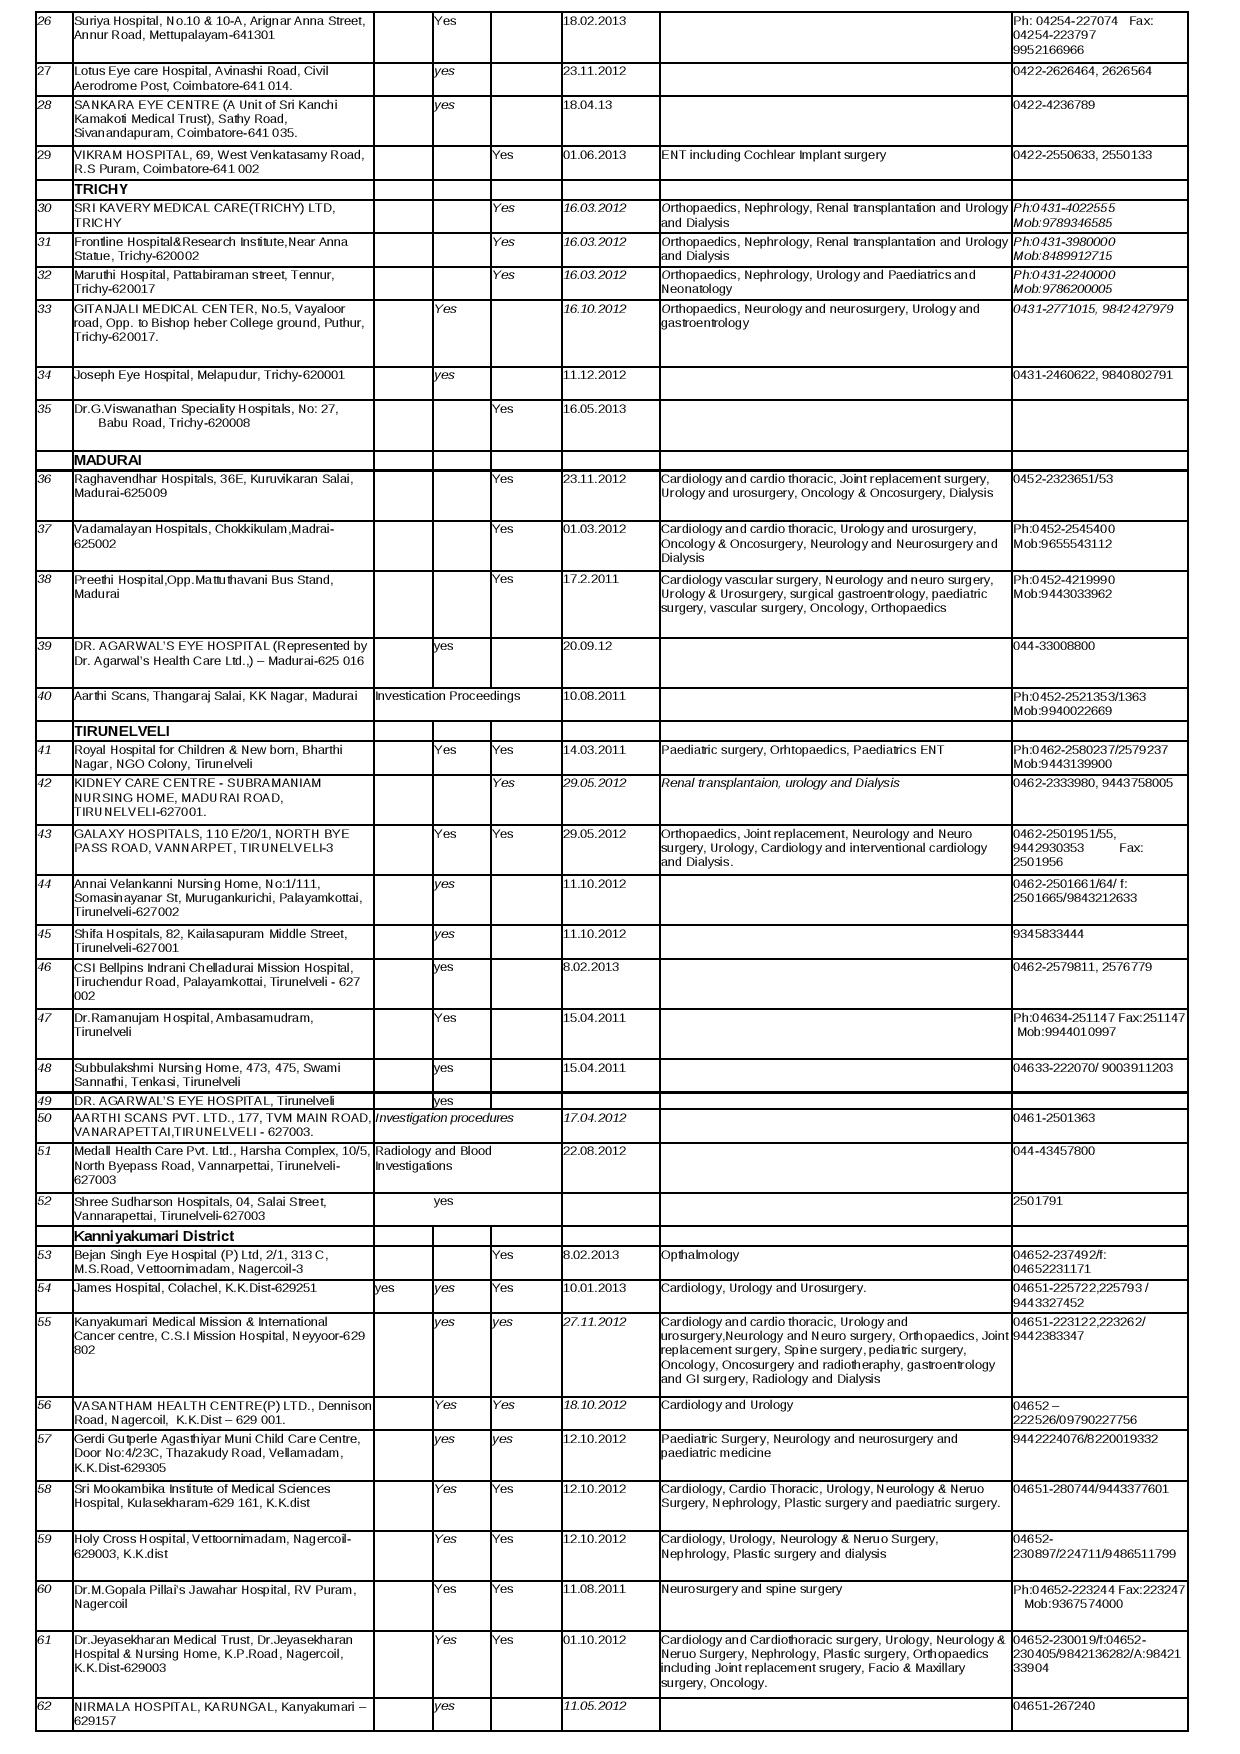 26 Suriya Hospital, No.10 & 10-A, Arignar Anna Street, Yes 18.02.2013 Ph: 04254-227074 Fax:
Annur Road, Mettupalayam-641301 04254-223797
9952166966
27 Lotus Eye care Hospital, Avinashi Road, Civil yes 23.11.2012 0422-2626464, 2626564
Aerodrome Post, Coimbatore-641 014.
28 SANKARA EYE CENTRE (A Unit of Sri Kanchi yes 18.04.13 0422-4236789
Kamakoti Medical Trust), Sathy Road,
Sivanandapuram, Coimbatore-641 035.
29 VIKRAM HOSPITAL, 69, West Venkatasamy Road, Yes 01.06.2013 ENT including Cochlear Implant surgery 0422-2550633, 2550133
R.S Puram, Coimbatore-641 002
TRICHY
30 SRI KAVERY MEDICAL CARE(TRICHY) LTD, Yes 16.03.2012 Orthopaedics, Nephrology, Renal transplantation and Urology Ph:0431-4022555
TRICHY and Dialysis Mob:9789346585
31 Frontline Hospital&Research Institute,Near Anna Yes 16.03.2012 Orthopaedics, Nephrology, Renal transplantation and Urology Ph:0431-3980000
Statue, Trichy-620002 and Dialysis Mob:8489912715
32 Maruthi Hospital, Pattabiraman street, Tennur, Yes 16.03.2012 Orthopaedics, Nephrology, Urology and Paediatrics and Ph:0431-2240000
Trichy-620017 Neonatology Mob:9786200005
33 GITANJALI MEDICAL CENTER, No.5, Vayaloor Yes 16.10.2012 Orthopaedics, Neurology and neurosurgery, Urology and 0431-2771015, 9842427979
road, Opp. to Bishop heber College ground, Puthur, gastroentrology
Trichy-620017.
34 Joseph Eye Hospital, Melapudur, Trichy-620001 yes 11.12.2012 0431-2460622, 9840802791
35 Dr.G.Viswanathan Speciality Hospitals, No: 27, Yes 16.05.2013
Babu Road, Trichy-620008
MADURAI
36 Raghavendhar Hospitals, 36E, Kuruvikaran Salai, Yes 23.11.2012 Cardiology and cardio thoracic, Joint replacement surgery, 0452-2323651/53
Madurai-625009 Urology and urosurgery, Oncology & Oncosurgery, Dialysis
37 Vadamalayan Hospitals, Chokkikulam,Madrai- Yes 01.03.2012 Cardiology and cardio thoracic, Urology and urosurgery, Ph:0452-2545400
625002 Oncology & Oncosurgery, Neurology and Neurosurgery and Mob:9655543112
Dialysis
38 Preethi Hospital,Opp.Mattuthavani Bus Stand, Yes 17.2.2011 Cardiology vascular surgery, Neurology and neuro surgery, Ph:0452-4219990
Madurai Urology & Urosurgery, surgical gastroentrology, paediatric Mob:9443033962
surgery, vascular surgery, Oncology, Orthopaedics
39 DR. AGARWAL'S EYE HOSPITAL (Represented by yes 20.09.12 044-33008800
Dr. Agarwal's Health Care Ltd.,) – Madurai-625 016
40 Aarthi Scans, Thangaraj Salai, KK Nagar, Madurai Investication Proceedings 10.08.2011 Ph:0452-2521353/1363
Mob:9940022669
TIRUNELVELI
41 Royal Hospital for Children & New born, Bharthi Yes Yes 14.03.2011 Paediatric surgery, Orhtopaedics, Paediatrics ENT Ph:0462-2580237/2579237
Nagar, NGO Colony, Tirunelveli Mob:9443139900
42 KIDNEY CARE CENTRE - SUBRAMANIAM Yes 29.05.2012 Renal transplantaion, urology and Dialysis 0462-2333980, 9443758005
NURSING HOME, MADURAI ROAD,
TIRUNELVELI-627001.
43 GALAXY HOSPITALS, 110 E/20/1, NORTH BYE Yes Yes 29.05.2012 Orthopaedics, Joint replacement, Neurology and Neuro 0462-2501951/55,
PASS ROAD, VANNARPET, TIRUNELVELI-3 surgery, Urology, Cardiology and interventional cardiology 9442930353 Fax:
and Dialysis. 2501956
44 Annai Velankanni Nursing Home, No:1/111, yes 11.10.2012 0462-2501661/64/ f:
Somasinayanar St, Murugankurichi, Palayamkottai, 2501665/9843212633
Tirunelveli-627002
45 Shifa Hospitals, 82, Kailasapuram Middle Street, yes 11.10.2012 9345833444
Tirunelveli-627001
46 CSI Bellpins Indrani Chelladurai Mission Hospital, yes 8.02.2013 0462-2579811, 2576779
Tiruchendur Road, Palayamkottai, Tirunelveli - 627
002
47 Dr.Ramanujam Hospital, Ambasamudram, Yes 15.04.2011 Ph:04634-251147 Fax:251147
Tirunelveli Mob:9944010997
48 Subbulakshmi Nursing Home, 473, 475, Swami yes 15.04.2011 04633-222070/ 9003911203
Sannathi, Tenkasi, Tirunelveli
49 DR. AGARWAL'S EYE HOSPITAL, Tirunelveli yes
50 AARTHI SCANS PVT. LTD., 177, TVM MAIN ROAD, Investigation procedures 17.04.2012 0461-2501363
VANARAPETTAI,TIRUNELVELI - 627003.
51 Medall Health Care Pvt. Ltd., Harsha Complex, 10/5, Radiology and Blood 22.08.2012 044-43457800
North Byepass Road, Vannarpettai, Tirunelveli- Investigations
627003
52 Shree Sudharson Hospitals, 04, Salai Street, yes 2501791
Vannarapettai, Tirunelveli-627003
Kanniyakumari District
53 Bejan Singh Eye Hospital (P) Ltd, 2/1, 313 C, Yes 8.02.2013 Opthalmology 04652-237492/f:
M.S.Road, Vettoornimadam, Nagercoil-3 04652231171
54 James Hospital, Colachel, K.K.Dist-629251 yes yes Yes 10.01.2013 Cardiology, Urology and Urosurgery. 04651-225722,225793 /
9443327452
55 Kanyakumari Medical Mission & International yes yes 27.11.2012 Cardiology and cardio thoracic, Urology and 04651-223122,223262/
Cancer centre, C.S.I Mission Hospital, Neyyoor-629 urosurgery,Neurology and Neuro surgery, Orthopaedics, Joint 9442383347
802 replacement surgery, Spine surgery, pediatric surgery,
Oncology, Oncosurgery and radiotheraphy, gastroentrology
and GI surgery, Radiology and Dialysis
56 VASANTHAM HEALTH CENTRE(P) LTD., Dennison Yes Yes 18.10.2012 Cardiology and Urology 04652 –
Road, Nagercoil, K.K.Dist – 629 001. 222526/09790227756
57 Gerdi Gutperle Agasthiyar Muni Child Care Centre, yes yes 12.10.2012 Paediatric Surgery, Neurology and neurosurgery and 9442224076/8220019332
Door No:4/23C, Thazakudy Road, Vellamadam, paediatric medicine
K.K.Dist-629305
58 Sri Mookambika Institute of Medical Sciences Yes Yes 12.10.2012 Cardiology, Cardio Thoracic, Urology, Neurology & Neruo 04651-280744/9443377601
Hospital, Kulasekharam-629 161, K.K.dist Surgery, Nephrology, Plastic surgery and paediatric surgery.
59 Holy Cross Hospital, Vettoornimadam, Nagercoil- Yes Yes 12.10.2012 Cardiology, Urology, Neurology & Neruo Surgery, 04652-
629003, K.K.dist Nephrology, Plastic surgery and dialysis 230897/224711/9486511799
60 Dr.M.Gopala Pillai's Jawahar Hospital, RV Puram, Yes Yes 11.08.2011 Neurosurgery and spine surgery Ph:04652-223244 Fax:223247
Nagercoil Mob:9367574000
61 Dr.Jeyasekharan Medical Trust, Dr.Jeyasekharan Yes Yes 01.10.2012 Cardiology and Cardiothoracic surgery, Urology, Neurology & 04652-230019/f:04652-
Hospital & Nursing Home, K.P.Road, Nagercoil, Neruo Surgery, Nephrology, Plastic surgery, Orthopaedics 230405/9842136282/A:98421
K.K.Dist-629003 including Joint replacement srugery, Facio & Maxillary 33904
surgery, Oncology.
62 NIRMALA HOSPITAL, KARUNGAL, Kanyakumari – yes 11.05.2012 04651-267240
629157